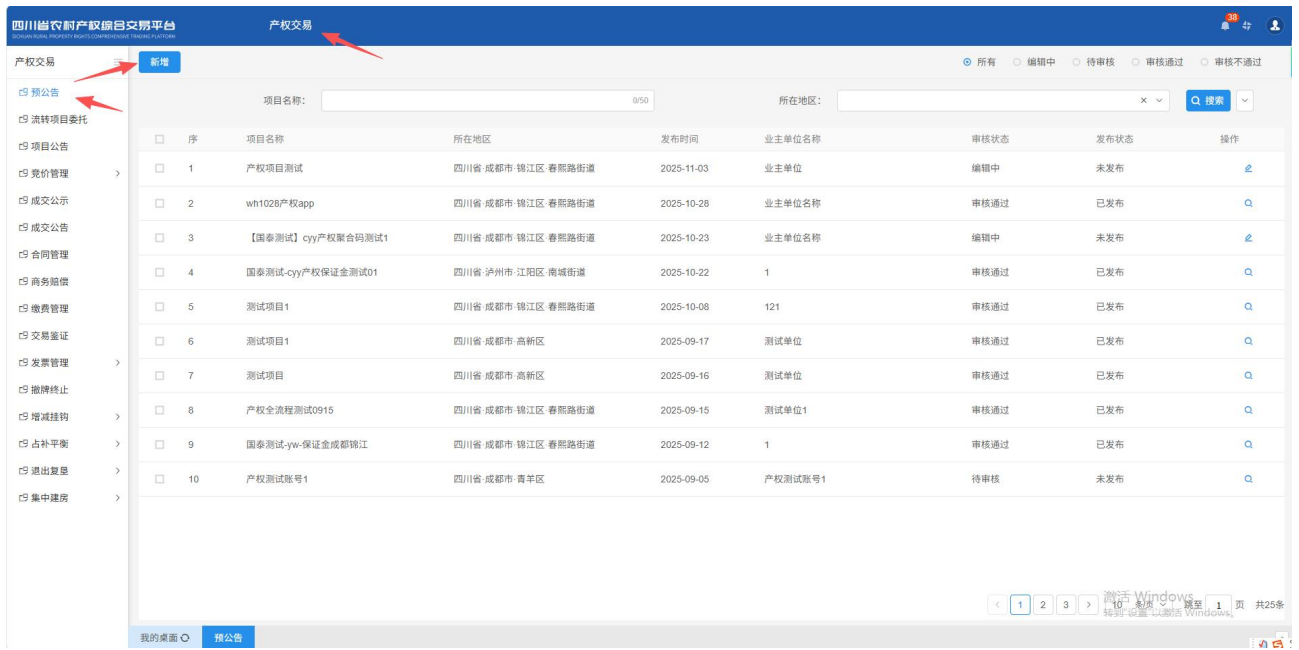 四川省农村产权综合交易平台 产权交易 38
SICHUAN RURAL PROPERTY RIGHTS COMPREHENSIVE TRADING PLATFORM
产权交易 新增 所有 编辑中 待审核 审核通过 审核不通过
预公告
流转项目委托
项目公告
竞价管理
成交公示
成交公告
合同管理
商务赔偿
缴费管理
交易鉴证
发票管理
撤牌终止
增减挂钩
占补平衡
退出复垦
集中建房
项目名称: 0/50 所在地区: 搜索
序 项目名称 所在地区 发布时间 业主单位名称 审核状态 发布状态 操作
1 产权项目测试 四川省·成都市·锦江区·春熙路街道 2025-11-03 业主单位 编辑中 未发布
2 wh1028产权app 四川省·成都市·锦江区·春熙路街道 2025-10-28 业主单位名称 审核通过 已发布
3 【国泰测试】cyy产权聚合码测试1 四川省·成都市·锦江区·春熙路街道 2025-10-23 业主单位名称 编辑中 未发布
4 国泰测试-cyy产权保证金测试01 四川省·泸州市·江阳区·南城街道 2025-10-22 1 审核通过 已发布
5 测试项目1 四川省·成都市·锦江区·春熙路街道 2025-10-08 121 审核通过 已发布
6 测试项目1 四川省·成都市·高新区 2025-09-17 测试单位 审核通过 已发布
7 测试项目 四川省·成都市·高新区 2025-09-16 测试单位 审核通过 已发布
8 产权全流程测试0915 四川省·成都市·锦江区·春熙路街道 2025-09-15 测试单位1 审核通过 已发布
9 国泰测试-yw-保证金成都锦江 四川省·成都市·锦江区·春熙路街道 2025-09-12 1 审核通过 已发布
10 产权测试账号1 四川省·成都市·青羊区 2025-09-05 产权测试账号1 待审核 未发布
1 2 3 10 条/页 跳至 1 页 共25条
激活 Windows
转到"设置"以激活 Windows。
我的桌面 预公告